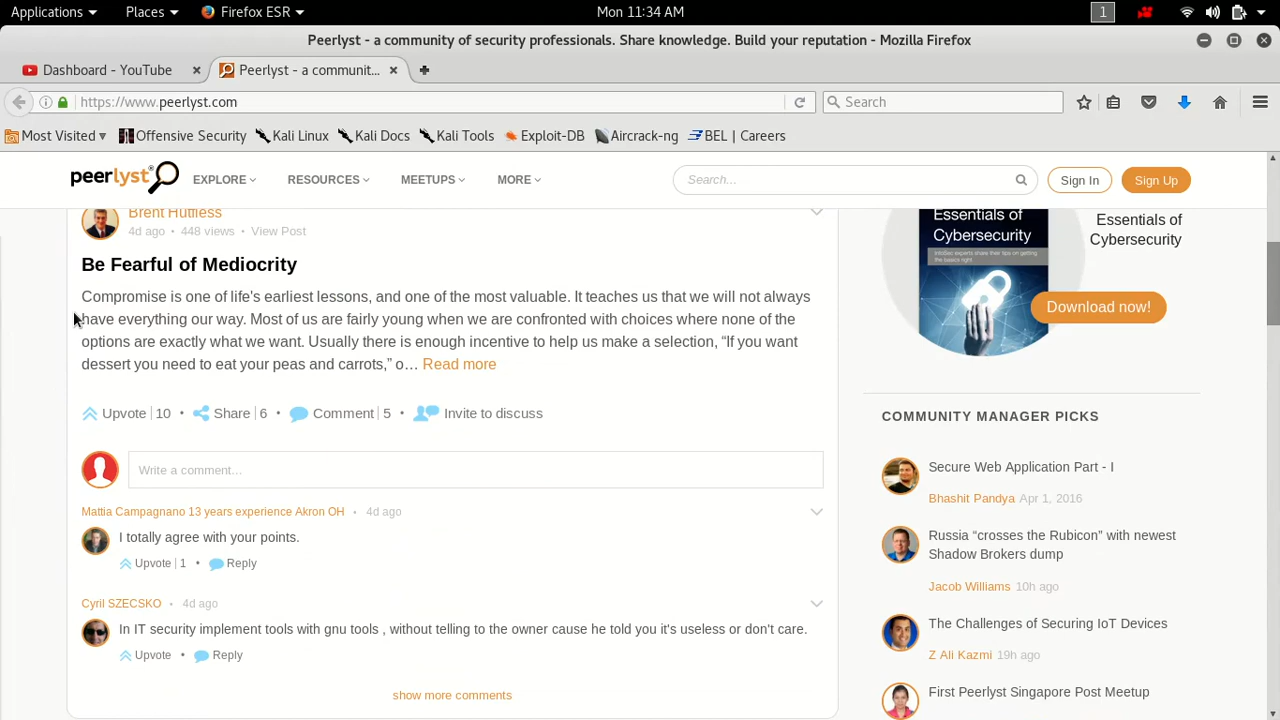 Applications Places Firefox ESR Mon 11:34 AM 1
Peerlyst - a community of security professionals. Share knowledge. Build your reputation - Mozilla Firefox
Dashboard - YouTube Peerlyst - a communit...
https://www.peerlyst.com Search
Most Visited Offensive Security Kali Linux Kali Docs Kali Tools Exploit-DB Aircrack-ng BEL | Careers
peerlyst EXPLORE RESOURCES MEETUPS MORE Search... Sign In Sign Up
Brent Hutfless
4d ago • 448 views • View Post
Be Fearful of Mediocrity
Compromise is one of life's earliest lessons, and one of the most valuable. It teaches us that we will not always
have everything our way. Most of us are fairly young when we are confronted with choices where none of the
options are exactly what we want. Usually there is enough incentive to help us make a selection, “If you want
dessert you need to eat your peas and carrots,” o… Read more
Upvote | 10 • Share | 6 • Comment | 5 • Invite to discuss
Write a comment...
Mattia Campagnano 13 years experience Akron OH • 4d ago
I totally agree with your points.
Upvote | 1 • Reply
Cyril SZECSKO • 4d ago
In IT security implement tools with gnu tools , without telling to the owner cause he told you it's useless or don't care.
Upvote • Reply
show more comments
Essentials of
Cybersecurity
InfoSec experts share their tips on getting
the basics right
Essentials of
Cybersecurity
Download now!
COMMUNITY MANAGER PICKS
Secure Web Application Part - I
Bhashit Pandya Apr 1, 2016
Russia “crosses the Rubicon” with newest
Shadow Brokers dump
Jacob Williams 10h ago
The Challenges of Securing IoT Devices
Z Ali Kazmi 19h ago
First Peerlyst Singapore Post Meetup